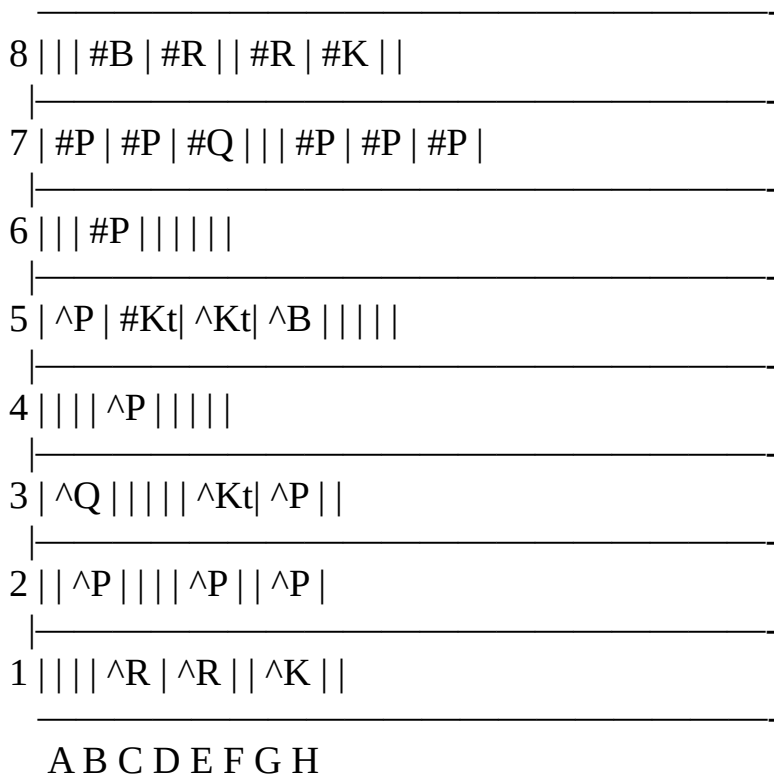 8 | | | #B | #R | | #R | #K | |
7 | #P | #P | #Q | | | #P | #P | #P |
6 | | | #P | | | | | |
5 | ^P | #Kt| ^Kt| ^B | | | | |
4 | | | | ^P | | | | |
3 | ^Q | | | | | ^Kt| ^P | |
2 | | ^P | | | | ^P | | ^P |
1 | | | | ^R | ^R | | ^K | |
A B C D E F G H